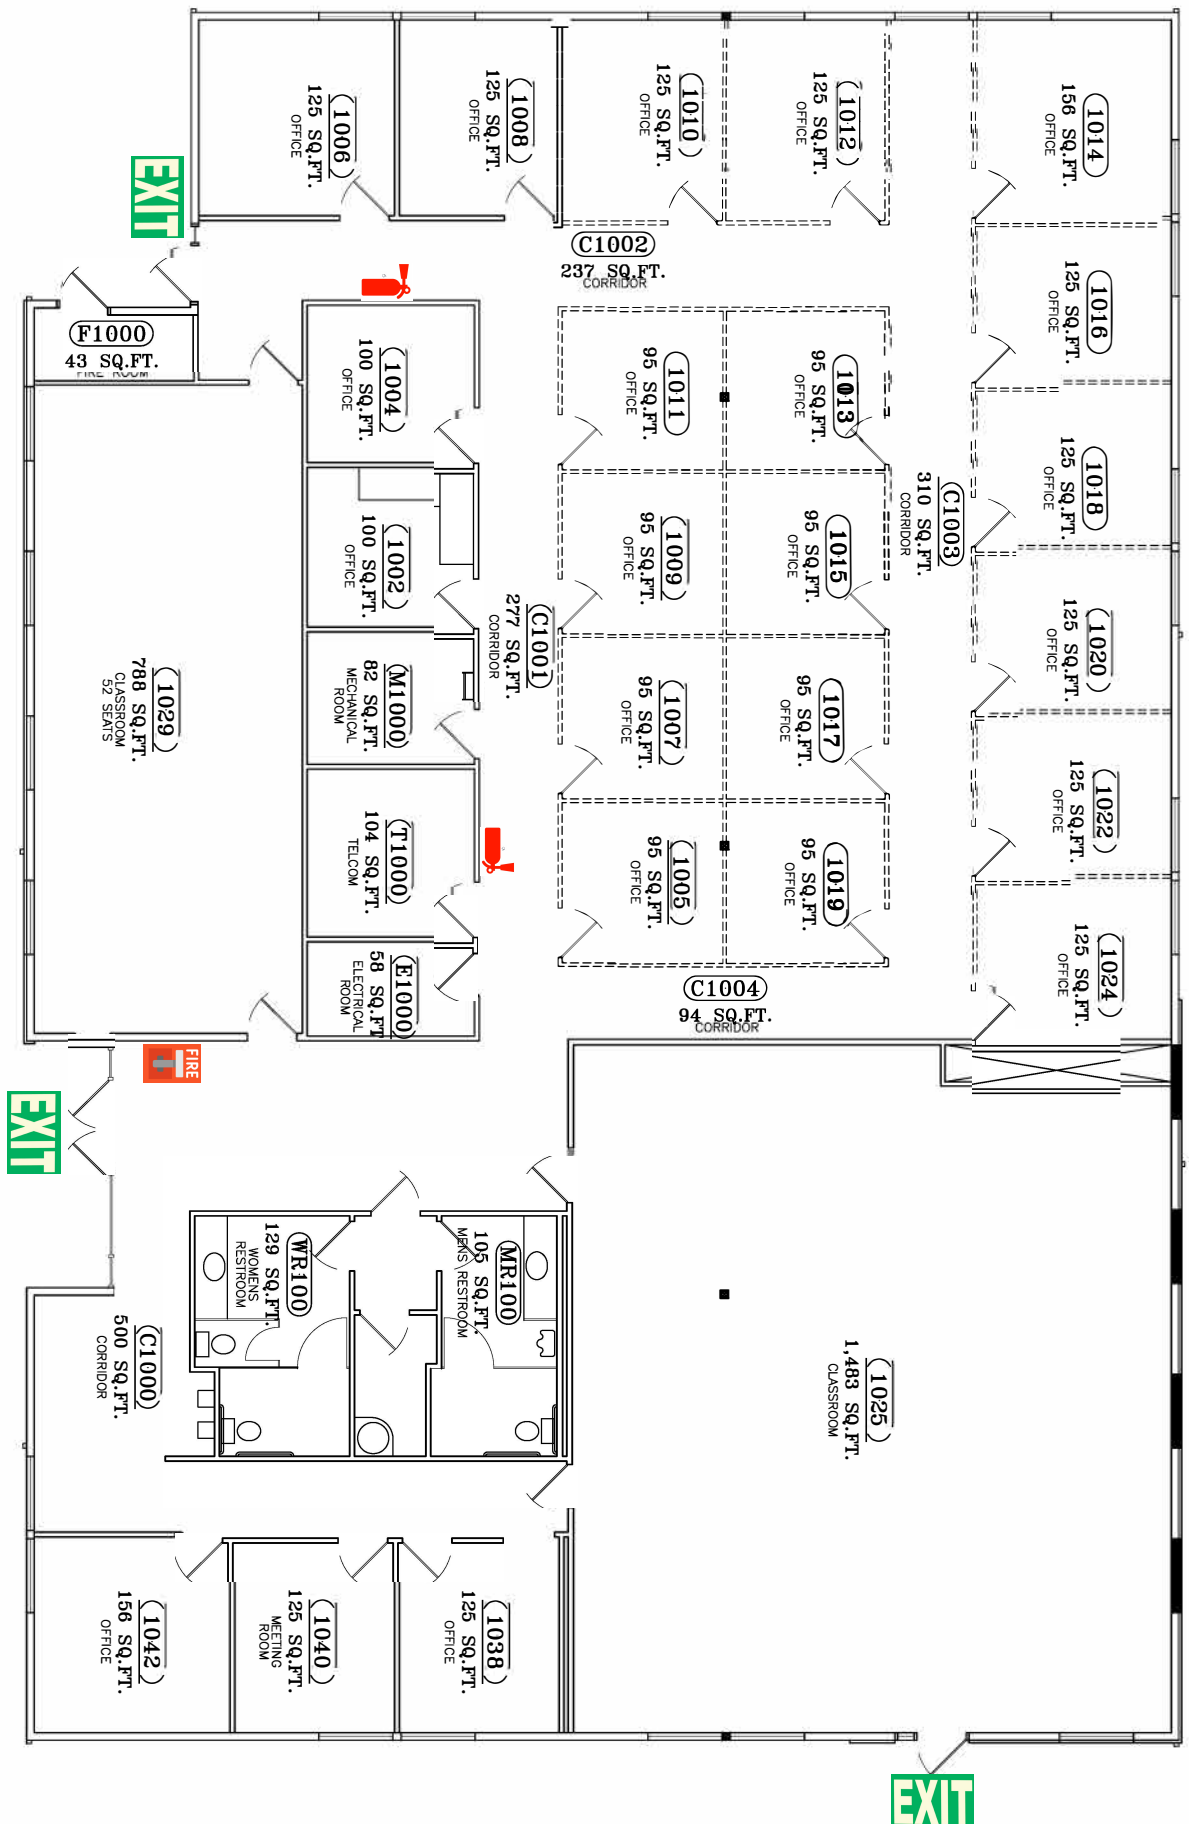 1006
125 SQ.FT.
OFFICE
1008
125 SQ.FT.
OFFICE
1010
125 SQ.FT.
OFFICE
1012
125 SQ.FT.
OFFICE
1014
156 SQ.FT.
OFFICE
EXIT
C1002
237 SQ.FT.
CORRIDOR
1016
125 SQ.FT.
OFFICE
F1000
43 SQ.FT.
FIRE ROOM
1004
100 SQ.FT.
OFFICE
1011
95 SQ.FT.
OFFICE
1013
95 SQ.FT.
OFFICE
1018
125 SQ.FT.
OFFICE
C1003
310 SQ.FT.
CORRIDOR
1002
100 SQ.FT.
OFFICE
1009
95 SQ.FT.
OFFICE
1015
95 SQ.FT.
OFFICE
C1001
277 SQ.FT.
CORRIDOR
1020
125 SQ.FT.
OFFICE
1029
788 SQ.FT.
CLASSROOM
52 SEATS
M1000
82 SQ.FT.
MECHANICAL
ROOM
1007
95 SQ.FT.
OFFICE
1017
95 SQ.FT.
OFFICE
1022
125 SQ.FT.
OFFICE
T1000
104 SQ.FT.
TELCOM
1005
95 SQ.FT.
OFFICE
1019
95 SQ.FT.
OFFICE
1024
125 SQ.FT.
OFFICE
E1000
58 SQ.FT
ELECTRICAL
ROOM
C1004
94 SQ.FT.
CORRIDOR
FIRE
EXIT
WR100
129 SQ.FT.
WOMENS
RESTROOM
MR100
105 SQ.FT.
MENS RESTROOM
C1000
500 SQ.FT.
CORRIDOR
1025
1,483 SQ.FT.
CLASSROOM
1042
156 SQ.FT.
OFFICE
1040
125 SQ.FT.
MEETING
ROOM
1038
125 SQ.FT.
OFFICE
EXIT